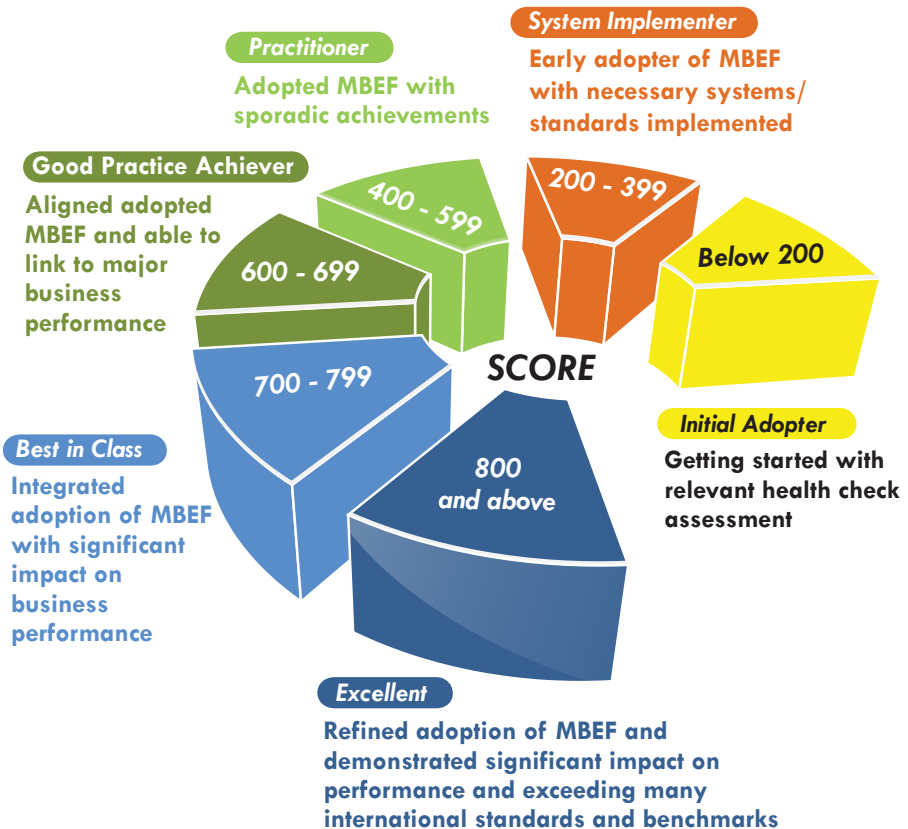 System Implementer
Early adopter of MBEF
with necessary systems/
standards implemented
Practitioner
Adopted MBEF with
sporadic achievements
Good Practice Achiever
Aligned adopted
MBEF and able to
link to major
business
performance
200 - 399
400 - 599
Below 200
600 - 699
SCORE
700 - 799
Initial Adopter
Getting started with
relevant health check
assessment
Best in Class
Integrated
adoption of MBEF
with significant
impact on
business
performance
800
and above
Excellent
Refined adoption of MBEF and
demonstrated significant impact on
performance and exceeding many
international standards and benchmarks